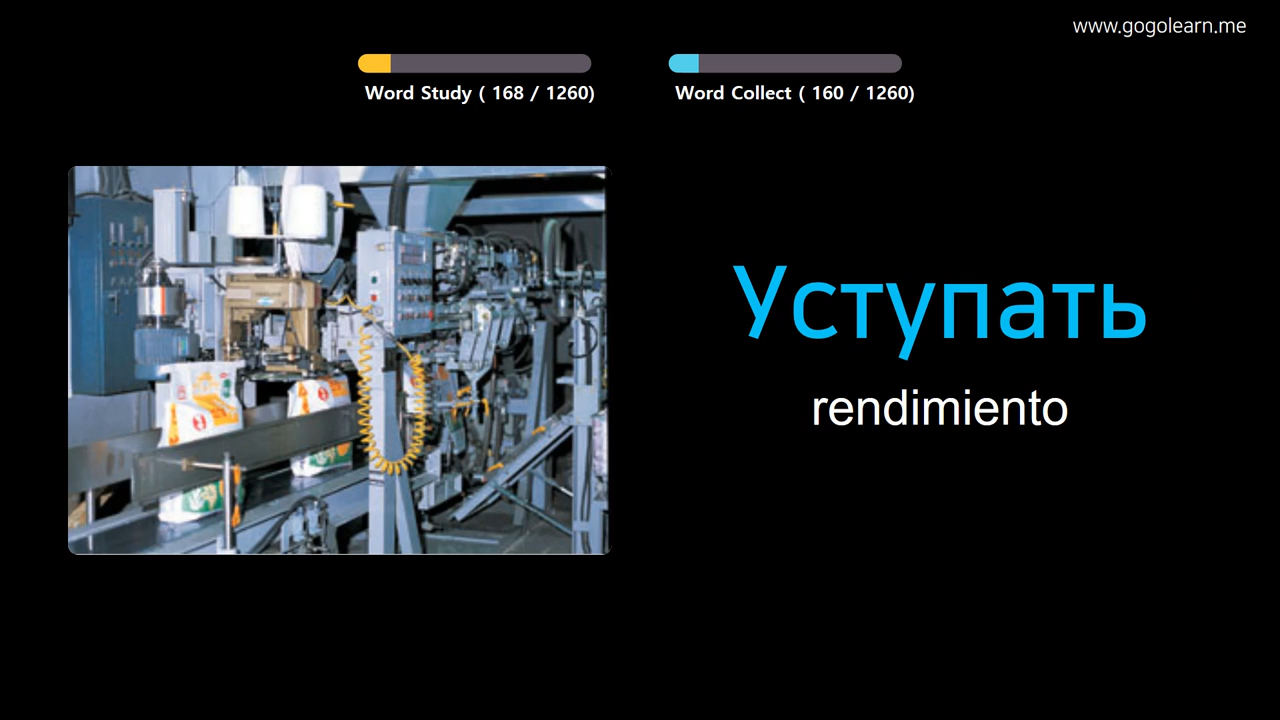 www.gogolearn.me
Word Study ( 168 / 1260)
Word Collect ( 160 / 1260)
Уступать
rendimiento